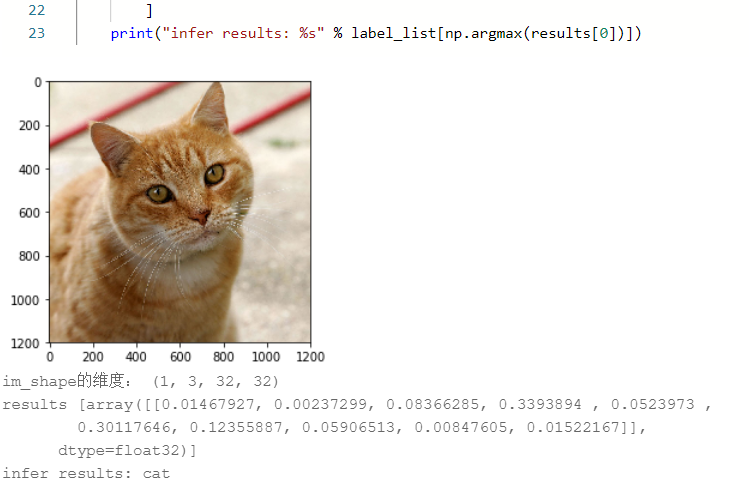 22 ]
23 print("infer results: %s" % label_list[np.argmax(results[0])])
0
200
400
600
800
1000
1200
0 200 400 600 800 1000 1200
im_shape的维度： (1, 3, 32, 32)
results [array([[0.01467927, 0.00237299, 0.08366285, 0.3393894 , 0.0523973 ,
0.30117646, 0.12355887, 0.05906513, 0.00847605, 0.01522167]],
dtype=float32)]
infer results: cat